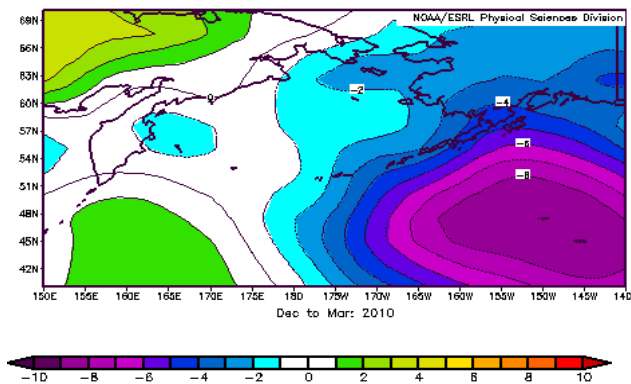 NOAA/ESRL Physical Sciences Division
69N
66N
63N
60N
57N
54N
51N
48N
45N
42N
0
-2
-4
-6
-8
150E 155E 160E 165E 170E 175E 180 175W 170W 165W 160W 155W 150W 145W 140
Dec to Mar: 2010
-10 -8 -6 -4 -2 0 2 4 6 8 10